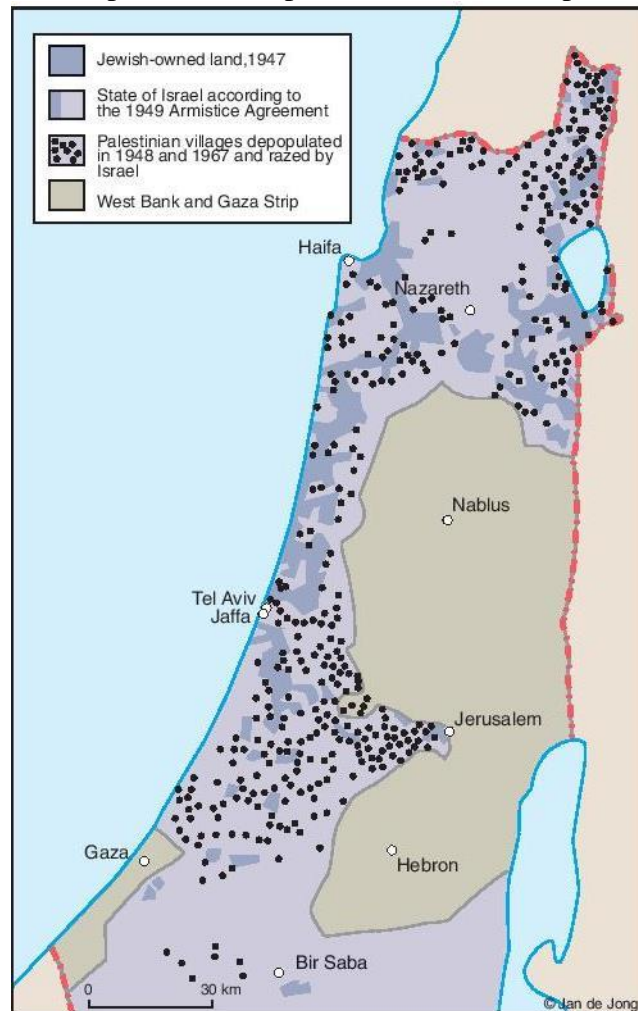 Jewish-owned land,1947
State of Israel according to
the 1949 Armistice Agreement
Palestinian villages depopulated
in 1948 and 1967 and razed by
Israel
West Bank and Gaza Strip
Haifa
Nazareth
Nablus
Tel Aviv
Jaffa
Jerusalem
Gaza
Hebron
Bir Saba
0 30 km
© Jan de Jong